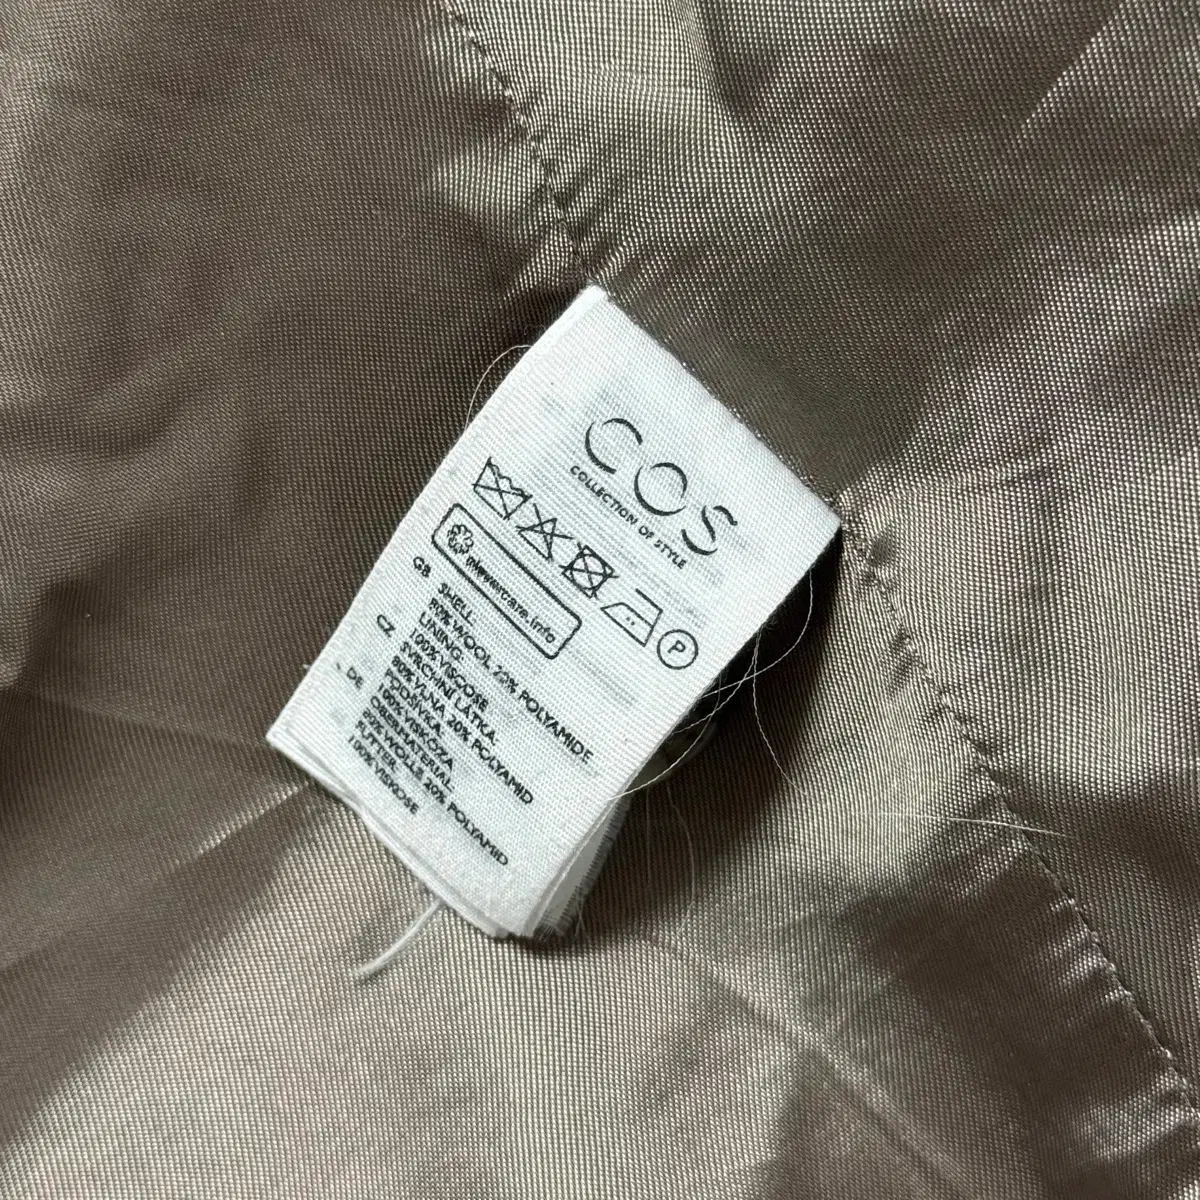 COS
COLLECTION OF STYLE
P
clevercare.info
GB SHELL.
80% WOOL 20% POLYAMIDE
LINING.
100% VISCOSE
CZ SVRCHNÍ LÁTKA.
80% VLNA 20% POLYAMID
PODŠÍVKA.
100% VISKÓZA
DE OBERMATERIAL.
80% WOLLE 20% POLYAMID
FUTTER.
100% VISKOSE